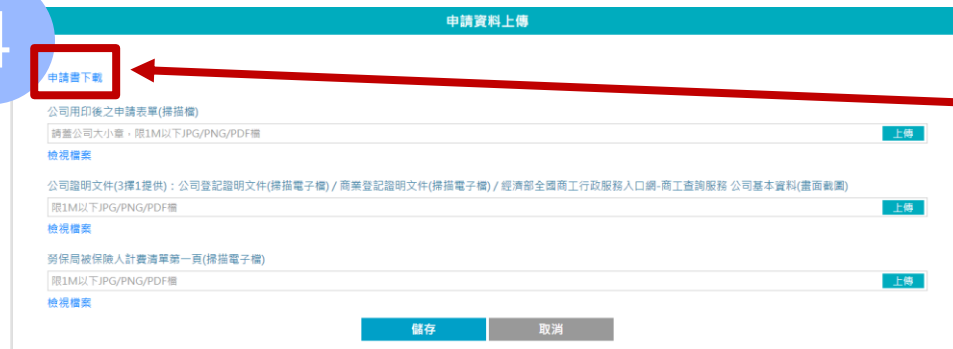 4
申請資料上傳
申請書下載
公司用印後之申請表單(掃描檔)
請蓋公司大小章，限1M以下JPG/PNG/PDF檔 上傳
檢視檔案
公司證明文件(3擇1提供)：公司登記證明文件(掃描電子檔) / 商業登記證明文件(掃描電子檔) / 經濟部全國商工行政服務入口網-商工查詢服務 公司基本資料(畫面截圖)
限1M以下JPG/PNG/PDF檔 上傳
檢視檔案
勞保局被保險人計費清單第一頁(掃描電子檔)
限1M以下JPG/PNG/PDF檔 上傳
檢視檔案
儲存 取消